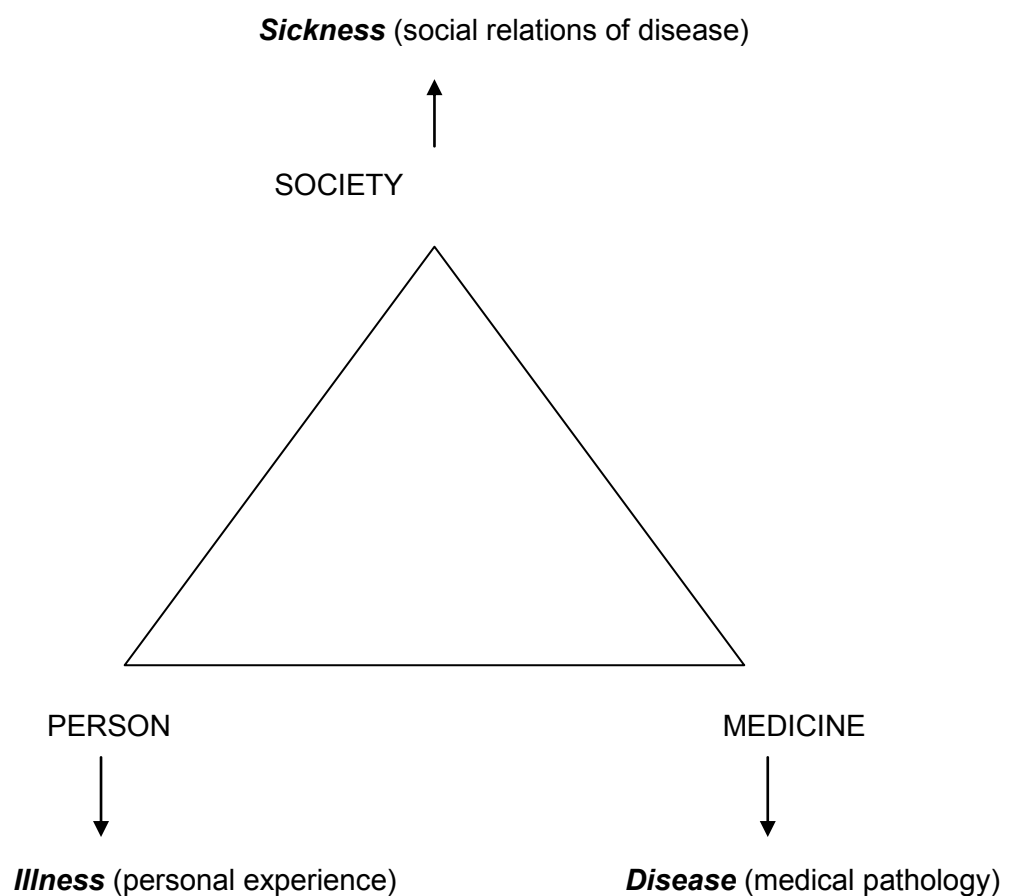 Sickness (social relations of disease)
SOCIETY
PERSON
MEDICINE
Illness (personal experience)
Disease (medical pathology)